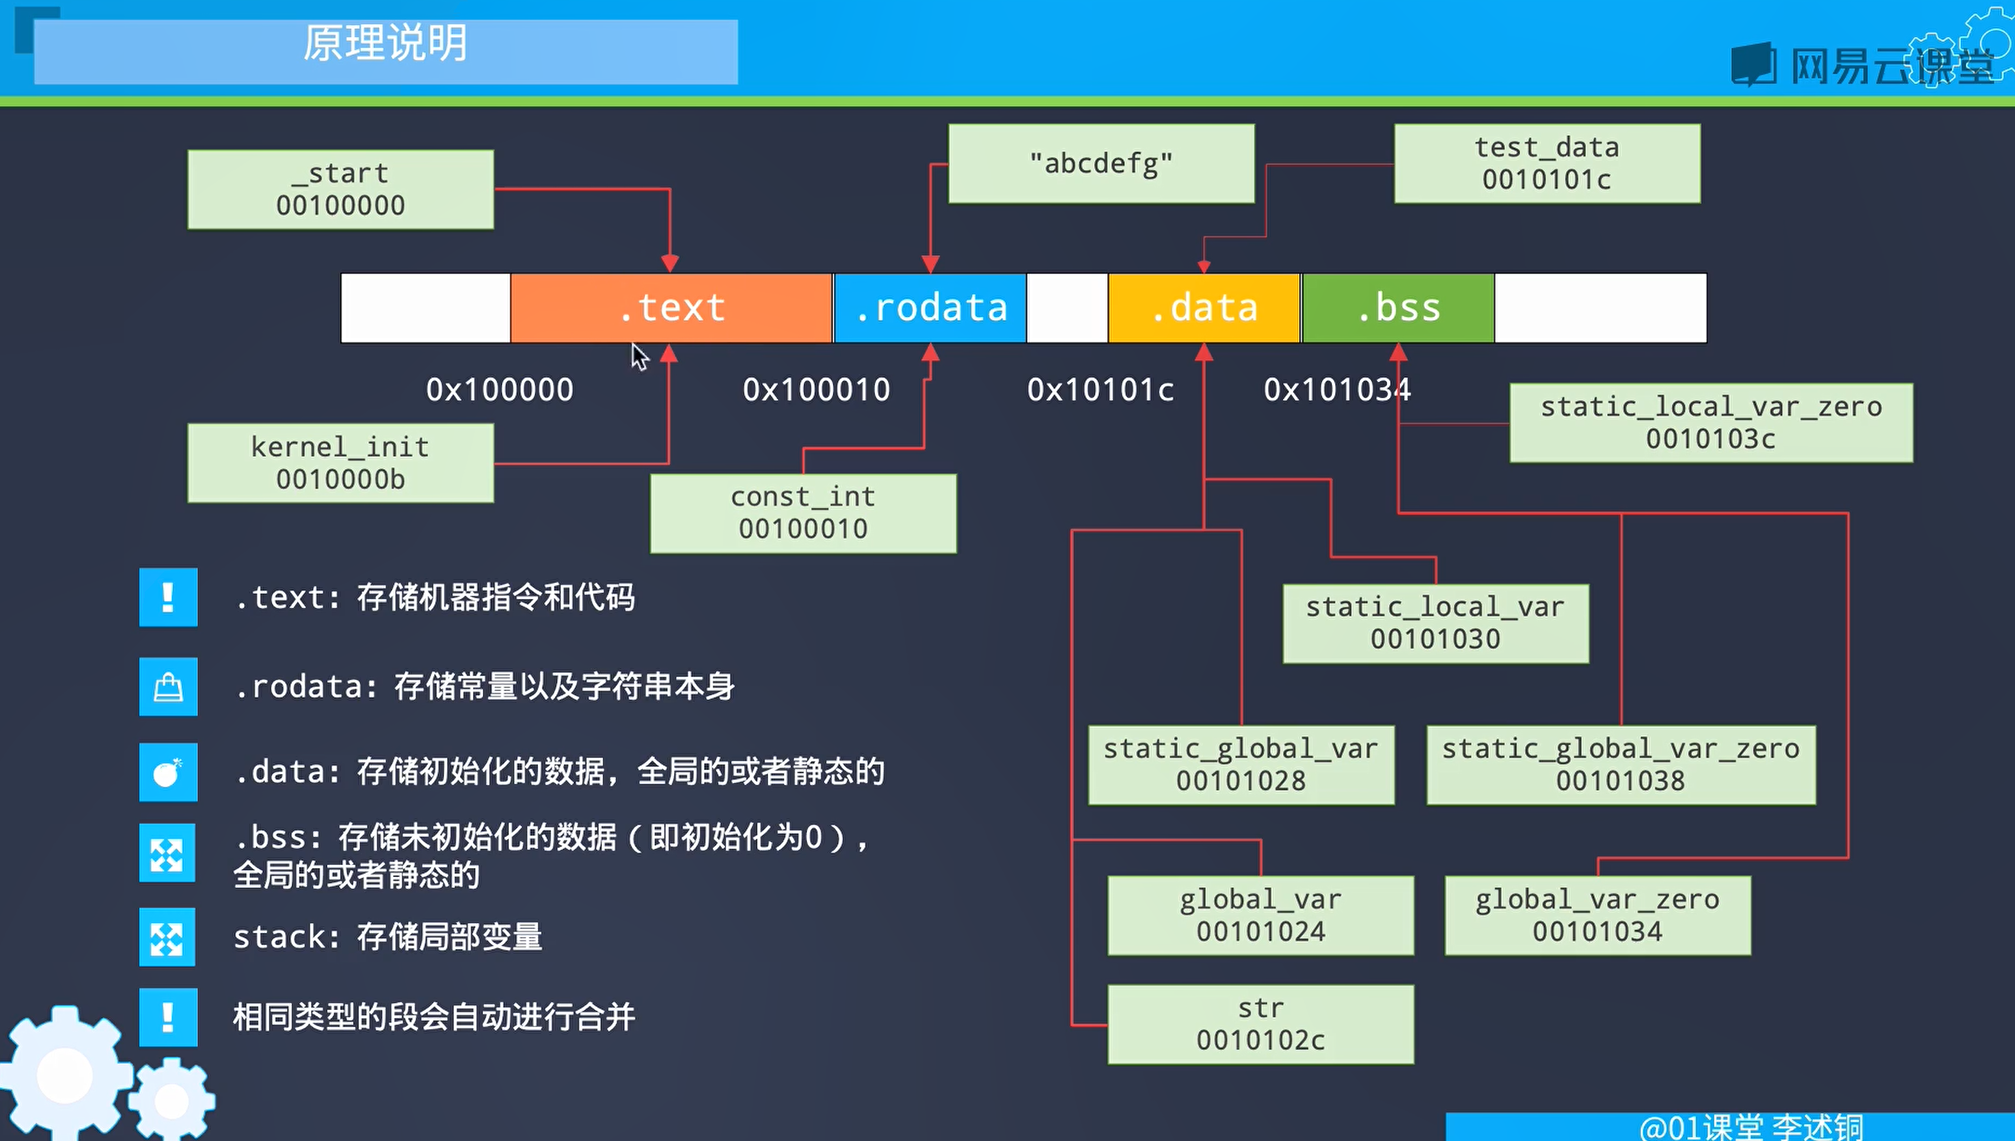 原理说明
网易云课堂
_start
00100000
"abcdefg"
test_data
0010101c
.text
.rodata
.data
.bss
0x100000
0x100010
0x10101c
0x101034
static_local_var_zero
0010103c
kernel_init
0010000b
const_int
00100010
static_local_var
00101030
static_global_var
00101028
static_global_var_zero
00101038
global_var
00101024
global_var_zero
00101034
str
0010102c
.text: 存储机器指令和代码
.rodata: 存储常量以及字符串本身
.data: 存储初始化的数据，全局的或者静态的
.bss: 存储未初始化的数据（即初始化为0），
全局的或者静态的
stack: 存储局部变量
相同类型的段会自动进行合并
@01课堂 李述铜